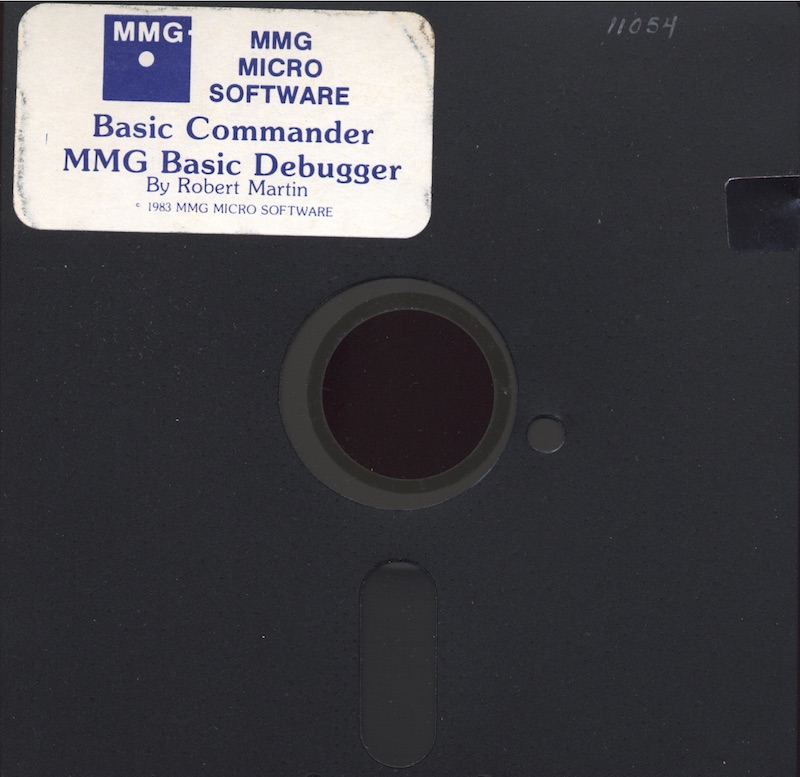 11054
MMG
MMG
MICRO
SOFTWARE
Basic Commander
MMG Basic Debugger
By Robert Martin
© 1983 MMG MICRO SOFTWARE